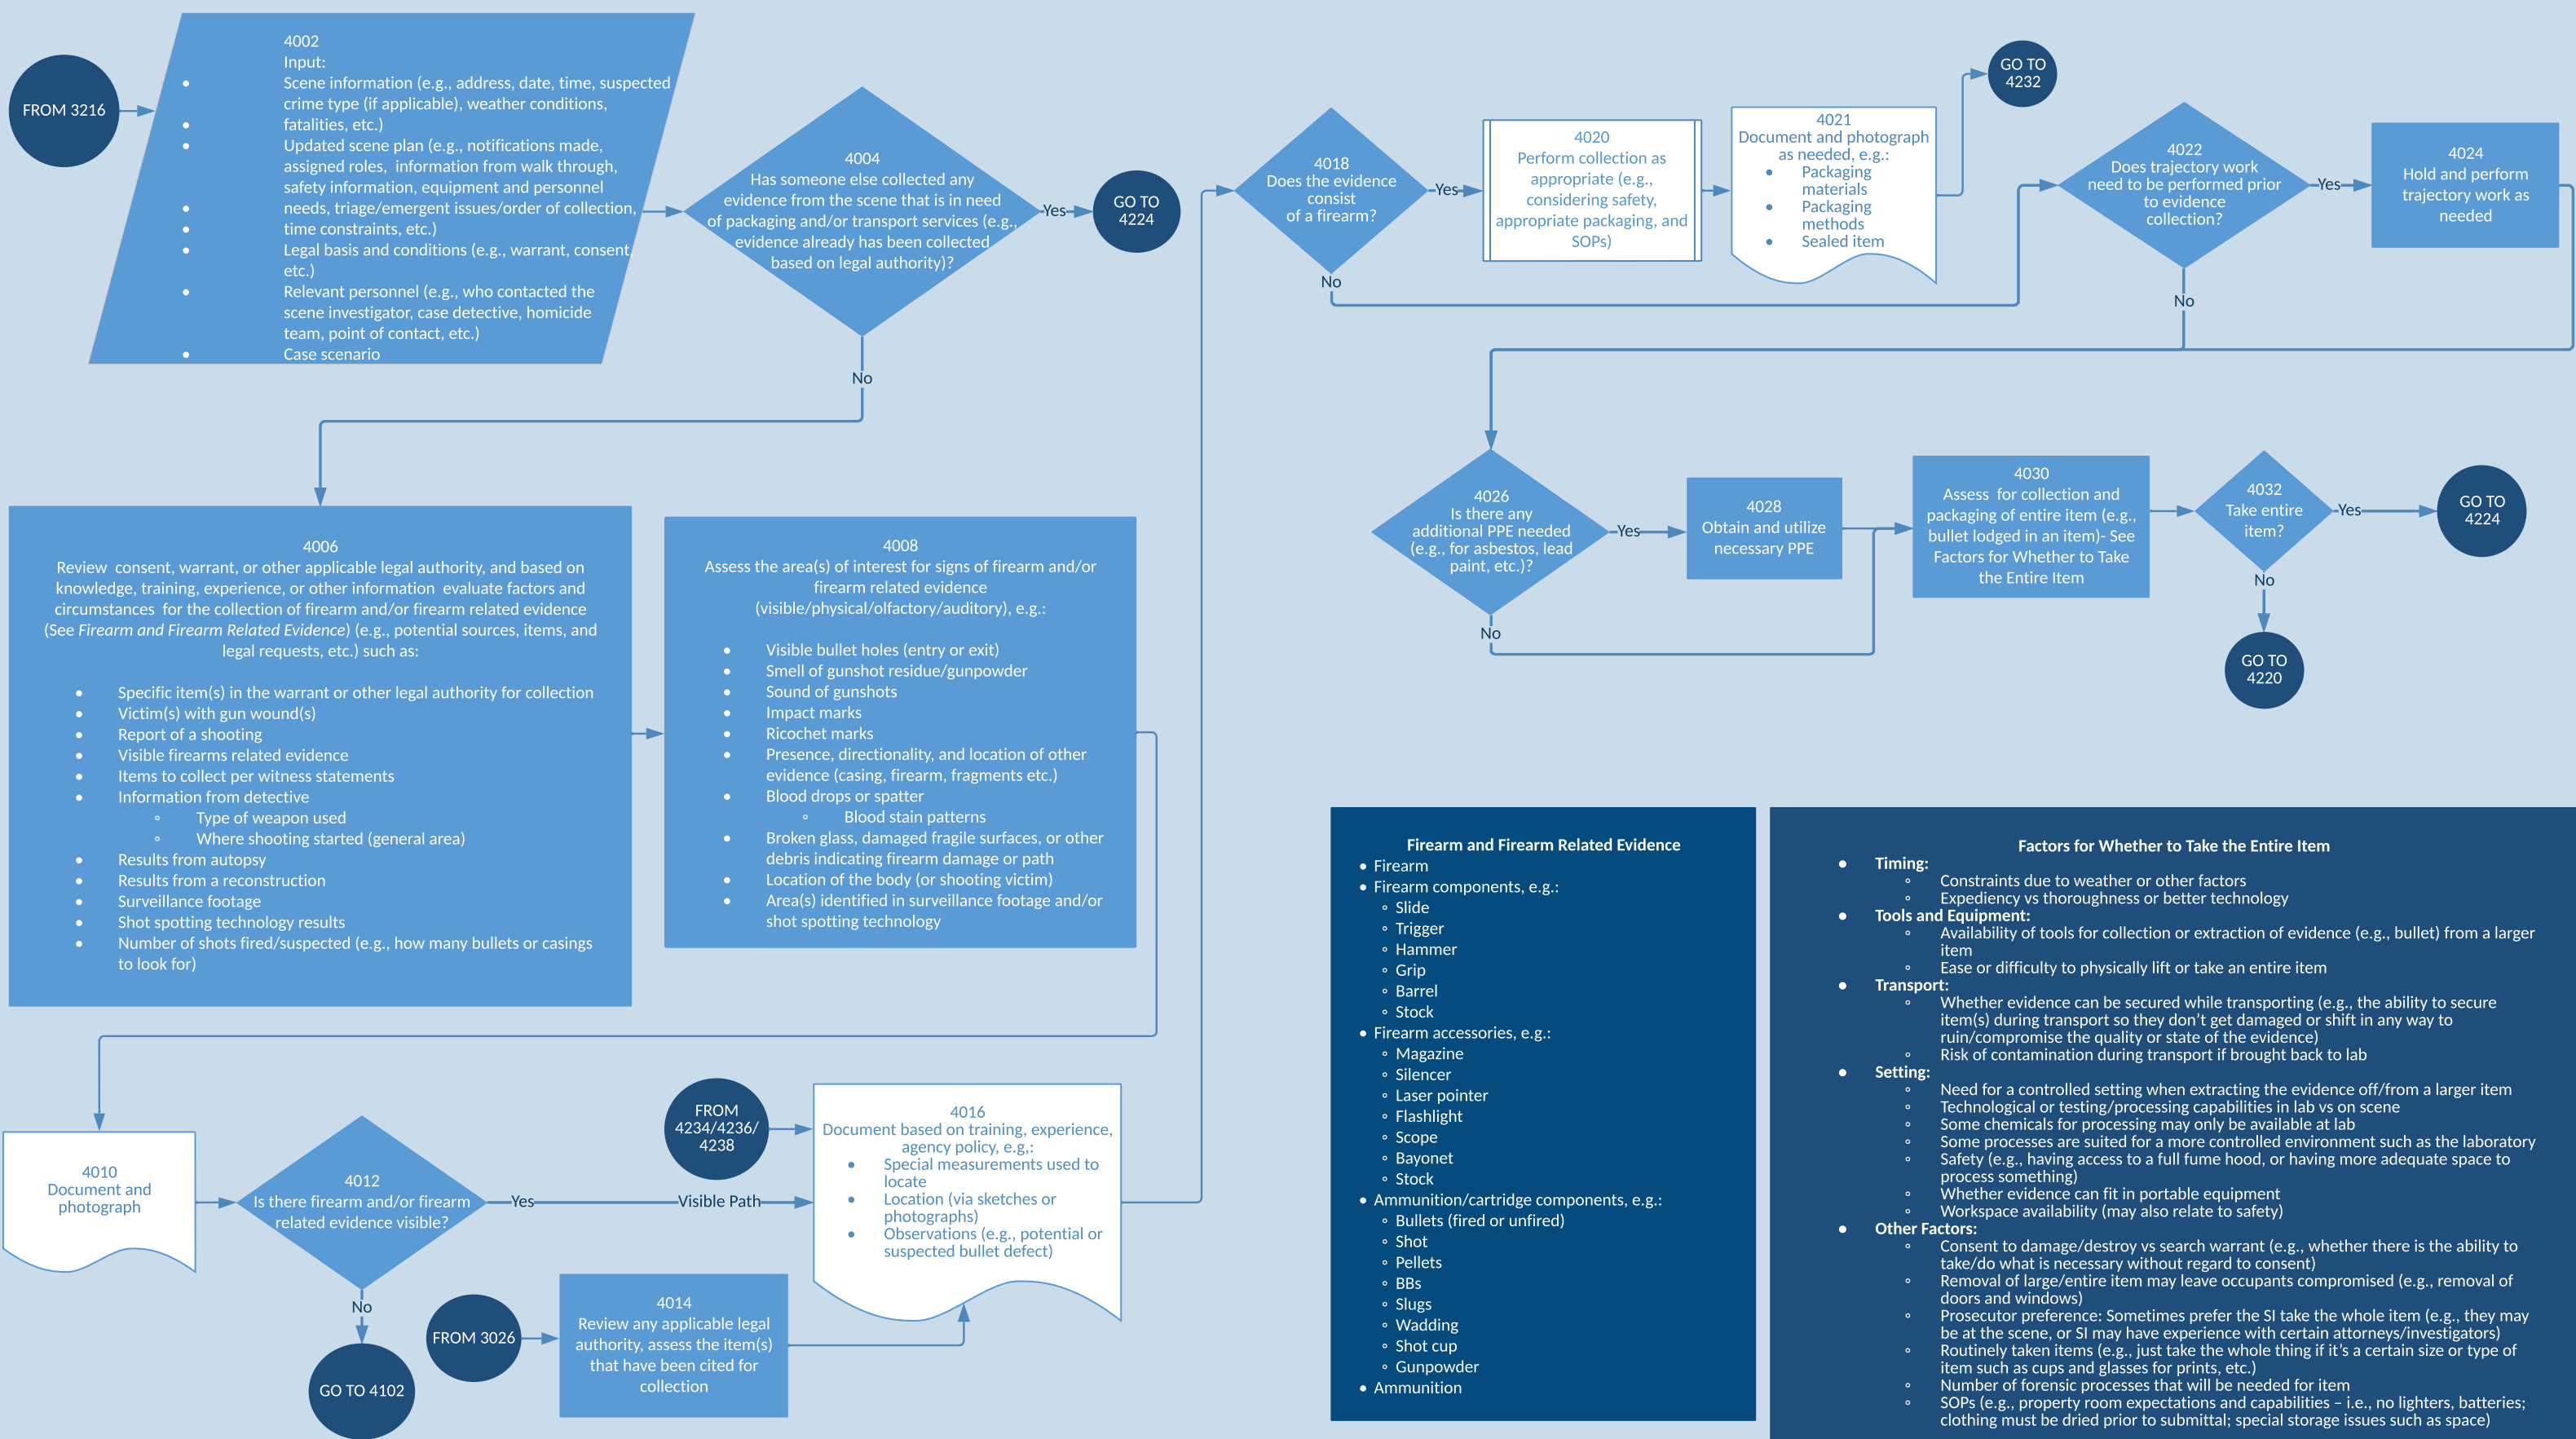 FROM 3216
4002
Input:
• Scene information (e.g., address, date, time, suspected
crime type (if applicable), weather conditions,
• fatalities, etc.)
• Updated scene plan (e.g., notifications made,
assigned roles, information from walk through,
safety information, equipment and personnel
• needs, triage/emergent issues/order of collection,
• time constraints, etc.)
• Legal basis and conditions (e.g., warrant, consent,
etc.)
• Relevant personnel (e.g., who contacted the
scene investigator, case detective, homicide
team, point of contact, etc.)
• Case scenario
4004
Has someone else collected any
evidence from the scene that is in need
of packaging and/or transport services (e.g.,
evidence already has been collected
based on legal authority)?
Yes
GO TO
4224
No
4006
Review consent, warrant, or other applicable legal authority, and based on
knowledge, training, experience, or other information evaluate factors and
circumstances for the collection of firearm and/or firearm related evidence
(See Firearm and Firearm Related Evidence) (e.g., potential sources, items, and
legal requests, etc.) such as:
• Specific item(s) in the warrant or other legal authority for collection
• Victim(s) with gun wound(s)
• Report of a shooting
• Visible firearms related evidence
• Items to collect per witness statements
• Information from detective
◦ Type of weapon used
◦ Where shooting started (general area)
• Results from autopsy
• Results from a reconstruction
• Surveillance footage
• Shot spotting technology results
• Number of shots fired/suspected (e.g., how many bullets or casings
to look for)
4008
Assess the area(s) of interest for signs of firearm and/or
firearm related evidence
(visible/physical/olfactory/auditory), e.g.:
• Visible bullet holes (entry or exit)
• Smell of gunshot residue/gunpowder
• Sound of gunshots
• Impact marks
• Ricochet marks
• Presence, directionality, and location of other
evidence (casing, firearm, fragments etc.)
• Blood drops or spatter
◦ Blood stain patterns
• Broken glass, damaged fragile surfaces, or other
debris indicating firearm damage or path
• Location of the body (or shooting victim)
• Area(s) identified in surveillance footage and/or
shot spotting technology
4010
Document and
photograph
4012
Is there firearm and/or firearm
related evidence visible?
Yes
Visible Path
No
GO TO 4102
FROM 3026
4014
Review any applicable legal
authority, assess the item(s)
that have been cited for
collection
FROM
4234/4236/
4238
4016
Document based on training, experience,
agency policy, e.g,:
• Special measurements used to
locate
• Location (via sketches or
photographs)
• Observations (e.g., potential or
suspected bullet defect)
4018
Does the evidence
consist
of a firearm?
Yes
No
4020
Perform collection as
appropriate (e.g.,
considering safety,
appropriate packaging, and
SOPs)
4021
Document and photograph
as needed, e.g.:
• Packaging
materials
• Packaging
methods
• Sealed item
GO TO
4232
4022
Does trajectory work
need to be performed prior
to evidence
collection?
Yes
No
4024
Hold and perform
trajectory work as
needed
4026
Is there any
additional PPE needed
(e.g., for asbestos, lead
paint, etc.)?
Yes
No
4028
Obtain and utilize
necessary PPE
4030
Assess for collection and
packaging of entire item (e.g.,
bullet lodged in an item)- See
Factors for Whether to Take
the Entire Item
4032
Take entire
item?
Yes
GO TO
4224
No
GO TO
4220
Firearm and Firearm Related Evidence
• Firearm
• Firearm components, e.g.:
◦ Slide
◦ Trigger
◦ Hammer
◦ Grip
◦ Barrel
◦ Stock
• Firearm accessories, e.g.:
◦ Magazine
◦ Silencer
◦ Laser pointer
◦ Flashlight
◦ Scope
◦ Bayonet
◦ Stock
• Ammunition/cartridge components, e.g.:
◦ Bullets (fired or unfired)
◦ Shot
◦ Pellets
◦ BBs
◦ Slugs
◦ Wadding
◦ Shot cup
◦ Gunpowder
• Ammunition
Factors for Whether to Take the Entire Item
• Timing:
◦ Constraints due to weather or other factors
◦ Expediency vs thoroughness or better technology
• Tools and Equipment:
◦ Availability of tools for collection or extraction of evidence (e.g., bullet) from a larger
item
◦ Ease or difficulty to physically lift or take an entire item
• Transport:
◦ Whether evidence can be secured while transporting (e.g., the ability to secure
item(s) during transport so they don't get damaged or shift in any way to
ruin/compromise the quality or state of the evidence)
◦ Risk of contamination during transport if brought back to lab
• Setting:
◦ Need for a controlled setting when extracting the evidence off/from a larger item
◦ Technological or testing/processing capabilities in lab vs on scene
◦ Some chemicals for processing may only be available at lab
◦ Some processes are suited for a more controlled environment such as the laboratory
◦ Safety (e.g., having access to a full fume hood, or having more adequate space to
process something)
◦ Whether evidence can fit in portable equipment
◦ Workspace availability (may also relate to safety)
• Other Factors:
◦ Consent to damage/destroy vs search warrant (e.g., whether there is the ability to
take/do what is necessary without regard to consent)
◦ Removal of large/entire item may leave occupants compromised (e.g., removal of
doors and windows)
◦ Prosecutor preference: Sometimes prefer the SI take the whole item (e.g., they may
be at the scene, or SI may have experience with certain attorneys/investigators)
◦ Routinely taken items (e.g., just take the whole thing if it's a certain size or type of
item such as cups and glasses for prints, etc.)
◦ Number of forensic processes that will be needed for item
◦ SOPs (e.g., property room expectations and capabilities – i.e., no lighters, batteries;
clothing must be dried prior to submittal; special storage issues such as space)